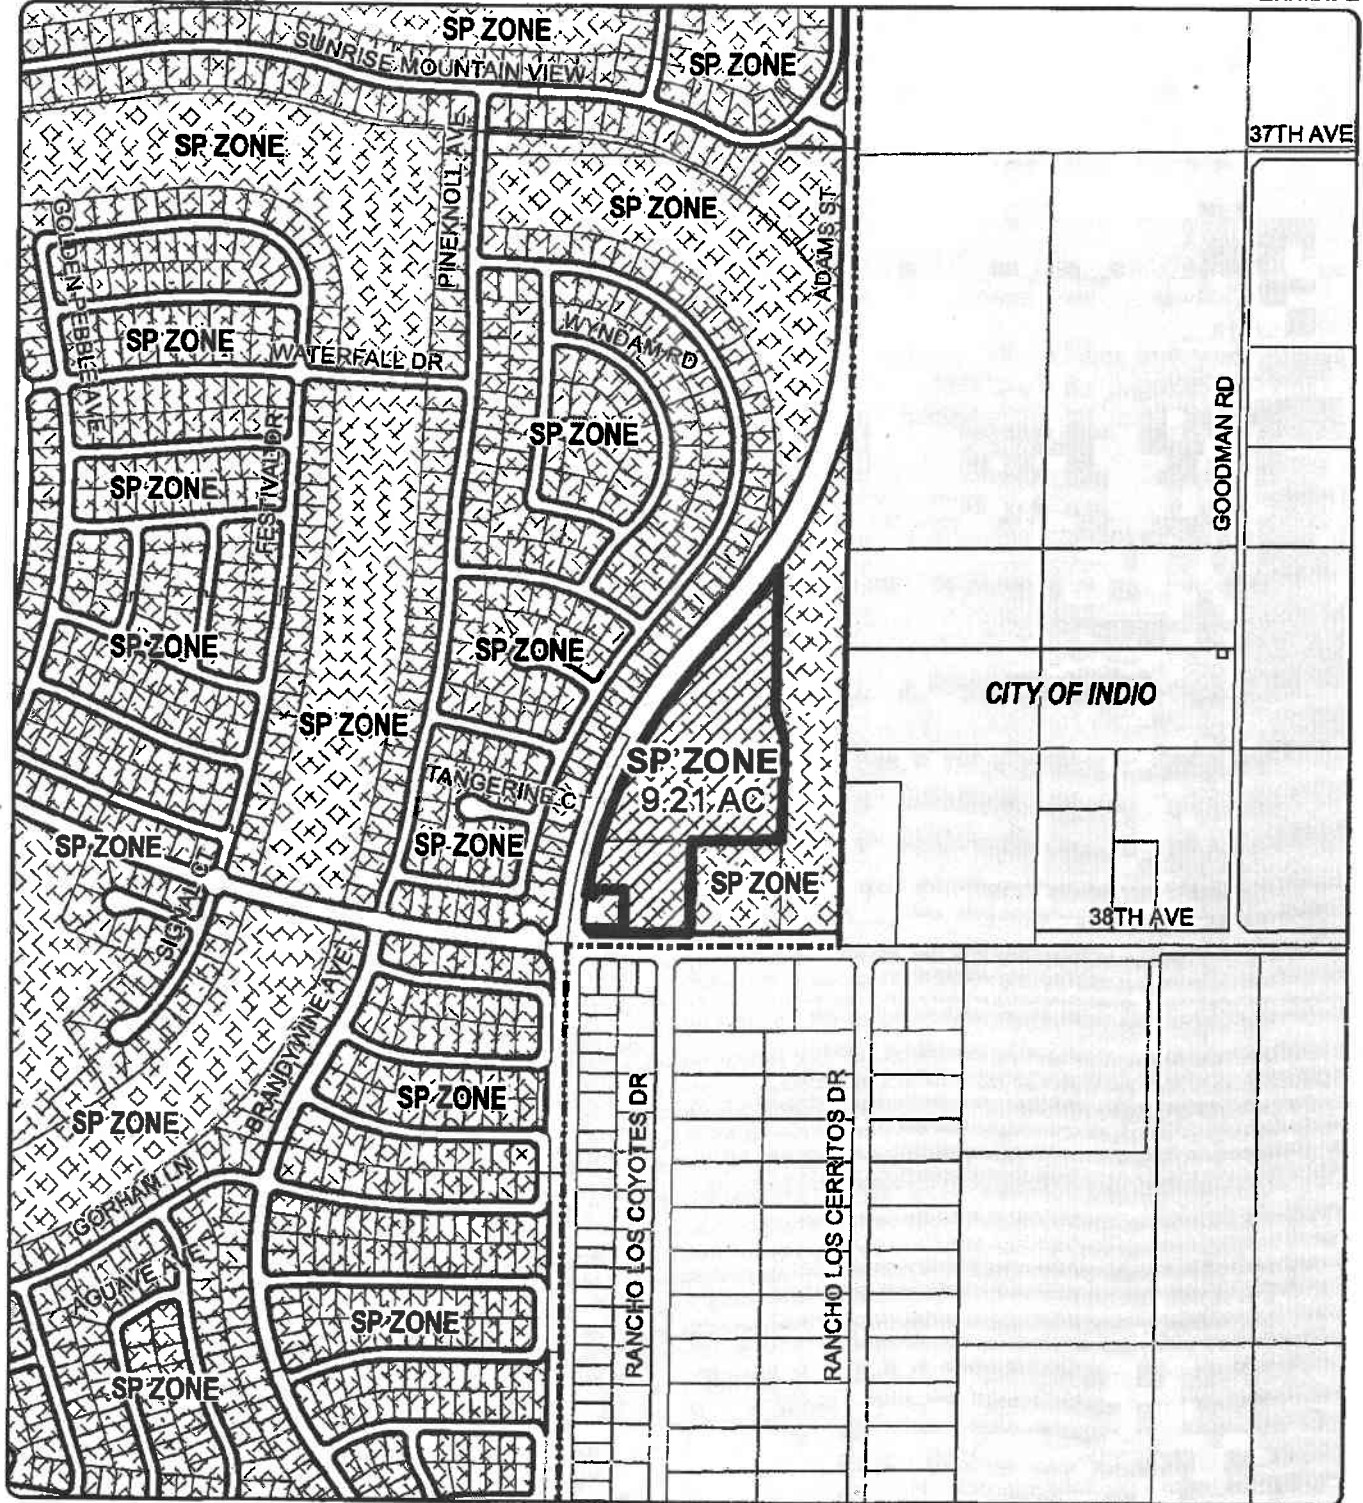 SP ZONE
SUNRISE MOUNTAIN VIEW
SP ZONE
37TH AVE
SP ZONE
PINEKNOLL AVE
SP ZONE
ADAMS ST
SP ZONE
WATERFALL DR
WYNDAM RD
GOODMAN RD
SP ZONE
SP ZONE
FESTIVAL DR
SP ZONE
SP ZONE
CITY OF INDIO
SP ZONE
SP ZONE
9.21 AC
TANGERINE CT
SP ZONE
SP ZONE
SP ZONE
SIGNAL CT
38TH AVE
BRANDYWINE AVE
SP ZONE
SP ZONE
RANCHO LOS COYOTES DR
RANCHO LOS CERRITOS DR
GORHAM LN
AGUAVE
SP ZONE
SP ZONE